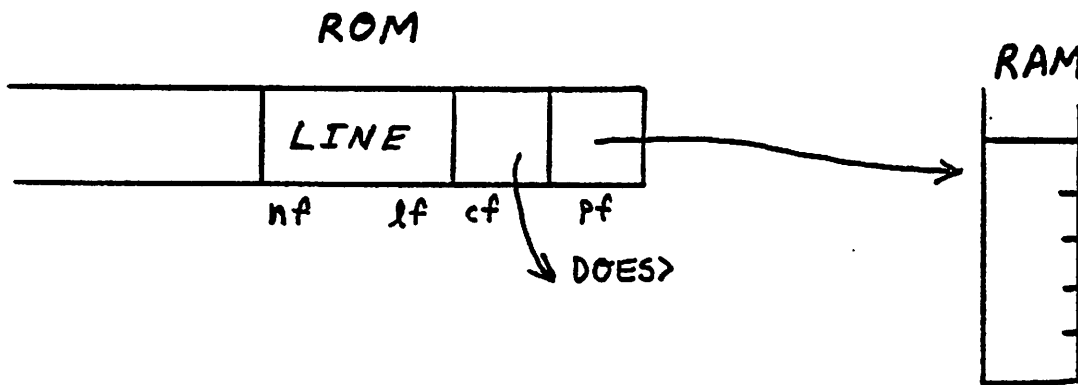 ROM
RAM
LINE
nf lf cf pf
DOES>